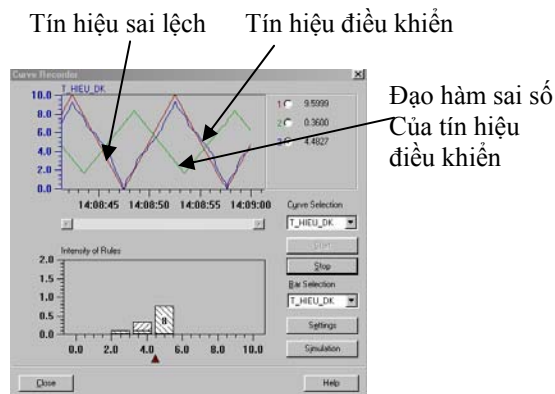 Tín hiệu sai lệch Tín hiệu điều khiển
Curve Recorder
T_HIEU_DK
10.0
8.0
6.0
4.0
2.0
0.0
14:08:45 14:08:50 14:08:55 14:09:00
1 9.5999
2 0.3600
4.4827
Đạo hàm sai số
Của tín hiệu
điều khiển
Curve Selection
T_HIEU_DK
Start
Stop
Bar Selection
T_HIEU_DK
Settings
Simulation
Intensity of Rules
2.0
1.5
1.0
0.5
0.0
0.0 2.0 4.0 6.0 8.0 10.0
Close
Help